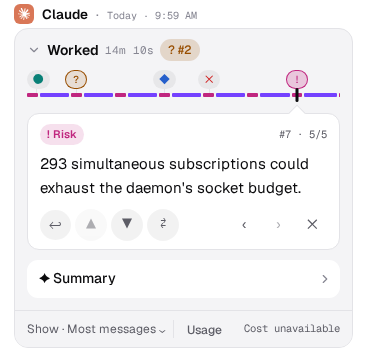 Claude · Today · 9:59 AM
Worked 14m 10s ? #2
? !
! Risk #7 · 5/5
293 simultaneous subscriptions could
exhaust the daemon's socket budget.
Summary
Show · Most messages Usage Cost unavailable